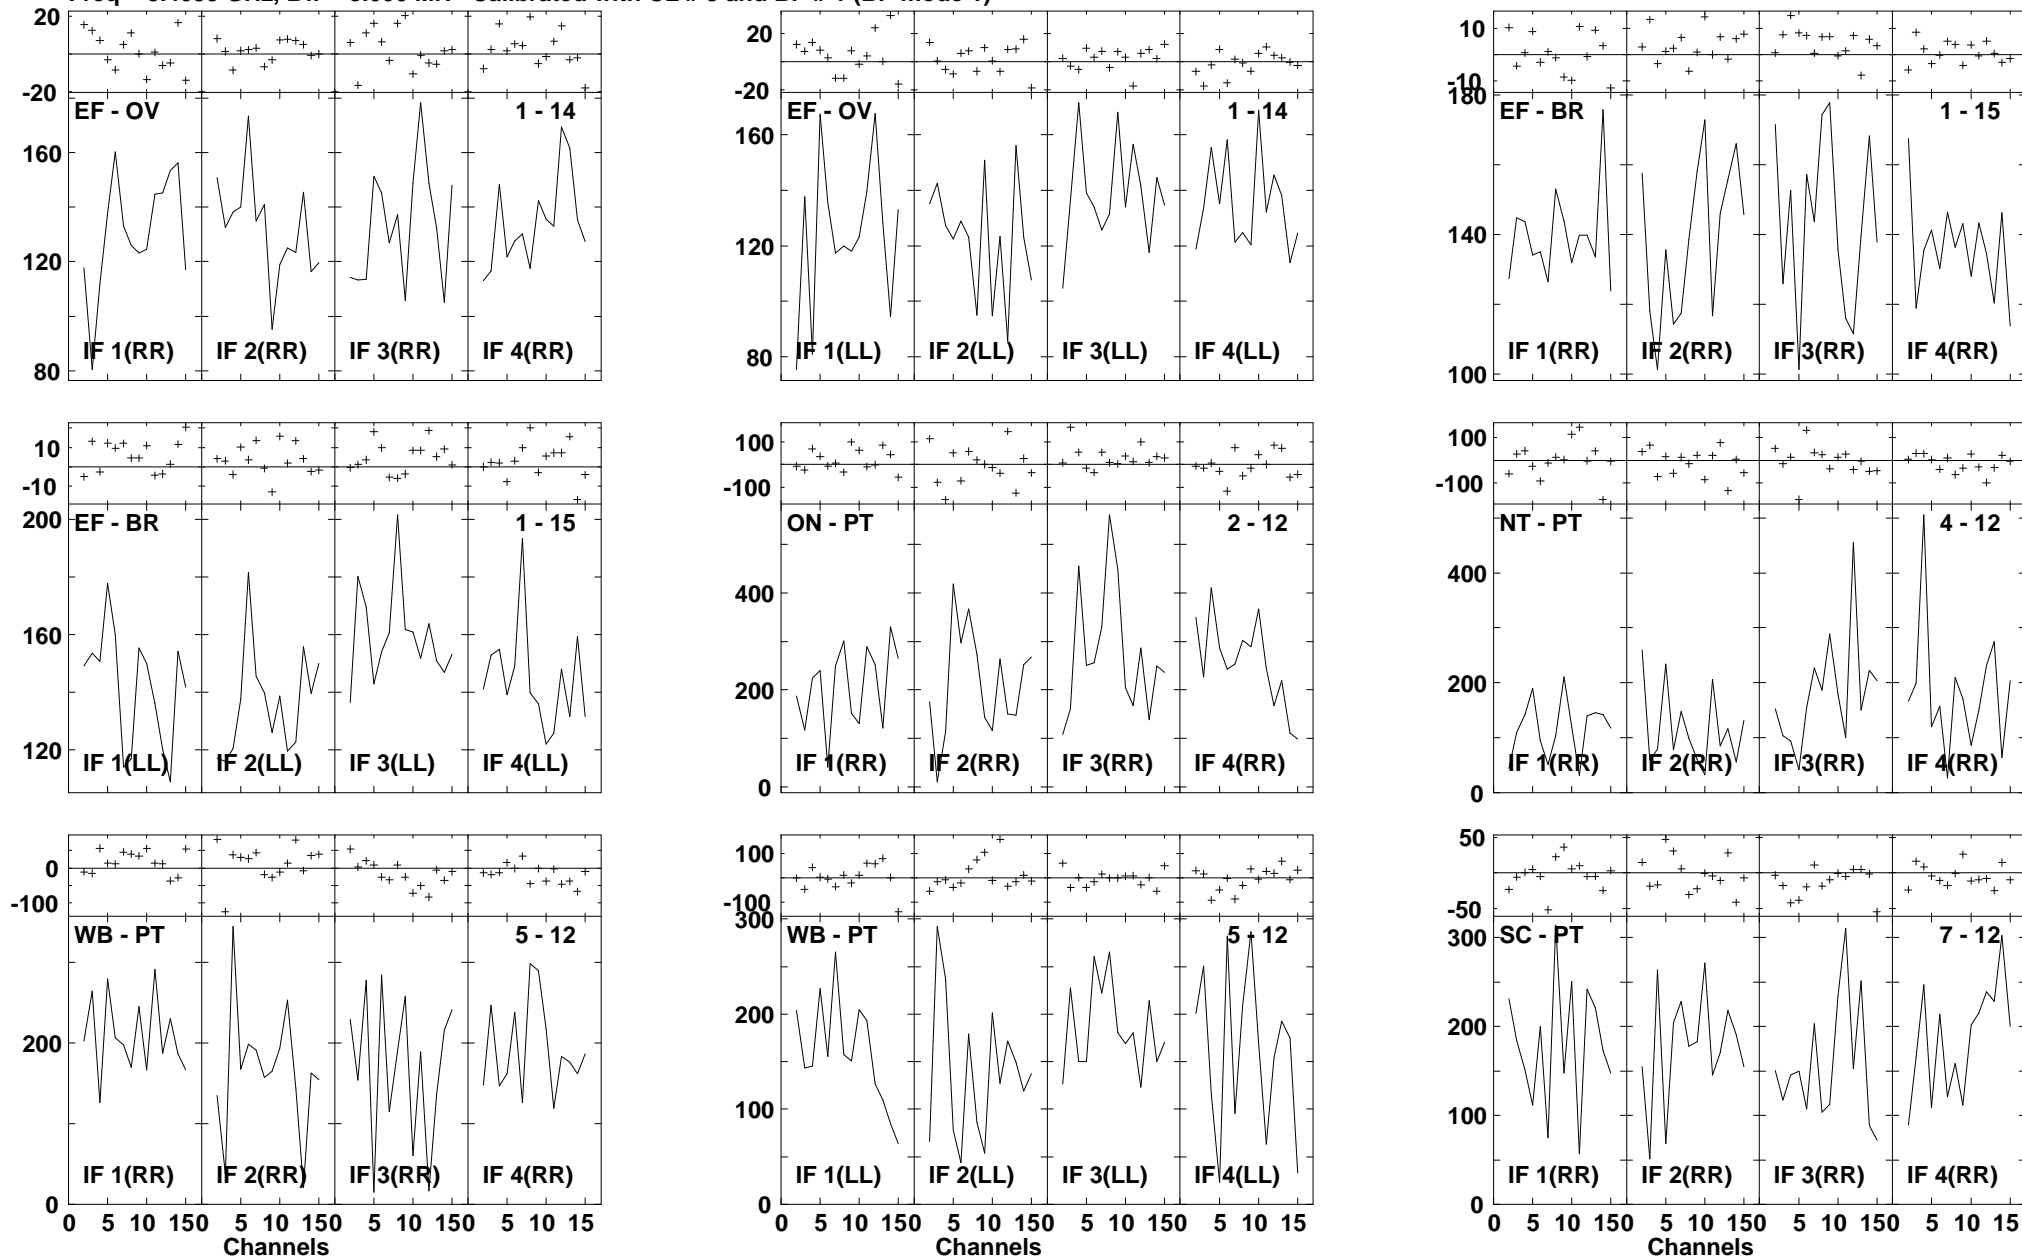 20
0
-20
EF - OV
1 - 14
160
120
80
IF 1(RR)
IF 2(RR)
IF 3(RR)
IF 4(RR)
20
0
-20
EF - OV
1 - 14
160
120
80
IF 1(LL)
IF 2(LL)
IF 3(LL)
IF 4(LL)
10
-10
180
EF - BR
1 - 15
140
100
IF 1(RR)
IF 2(RR)
IF 3(RR)
IF 4(RR)
10
-10
200
EF - BR
1 - 15
160
120
IF 1(LL)
IF 2(LL)
IF 3(LL)
IF 4(LL)
100
-100
ON - PT
2 - 12
400
200
0
IF 1(RR)
IF 2(RR)
IF 3(RR)
IF 4(RR)
100
-100
NT - PT
4 - 12
400
200
0
IF 1(RR)
IF 2(RR)
IF 3(RR)
IF 4(RR)
0
-100
WB - PT
5 - 12
200
0
IF 1(RR)
IF 2(RR)
IF 3(RR)
IF 4(RR)
0 5 10 150 5 10 150 5 10 150 5 10 15
Channels
100
-100
300
WB - PT
5 - 12
200
100
0
IF 1(LL)
IF 2(LL)
IF 3(LL)
IF 4(LL)
0 5 10 150 5 10 150 5 10 150 5 10 15
Channels
50
0
-50
300
SC - PT
7 - 12
200
100
0
IF 1(RR)
IF 2(RR)
IF 3(RR)
IF 4(RR)
0 5 10 150 5 10 150 5 10 150 5 10 15
Channels